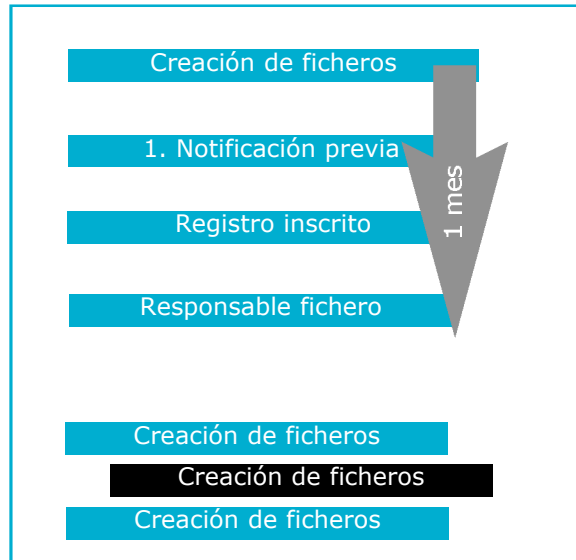 Creación de ficheros
1. Notificación previa
1 mes
Registro inscrito
Responsable fichero
Creación de ficheros
Creación de ficheros
Creación de ficheros